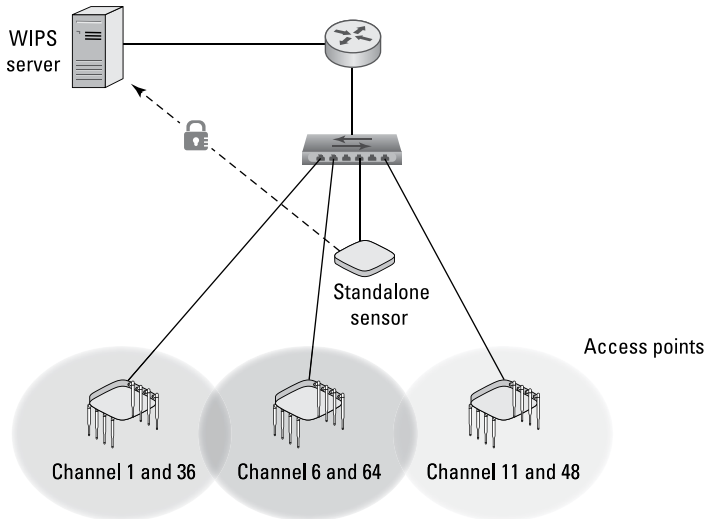 WIPS
server
Standalone
sensor
Access points
Channel 1 and 36
Channel 6 and 64
Channel 11 and 48